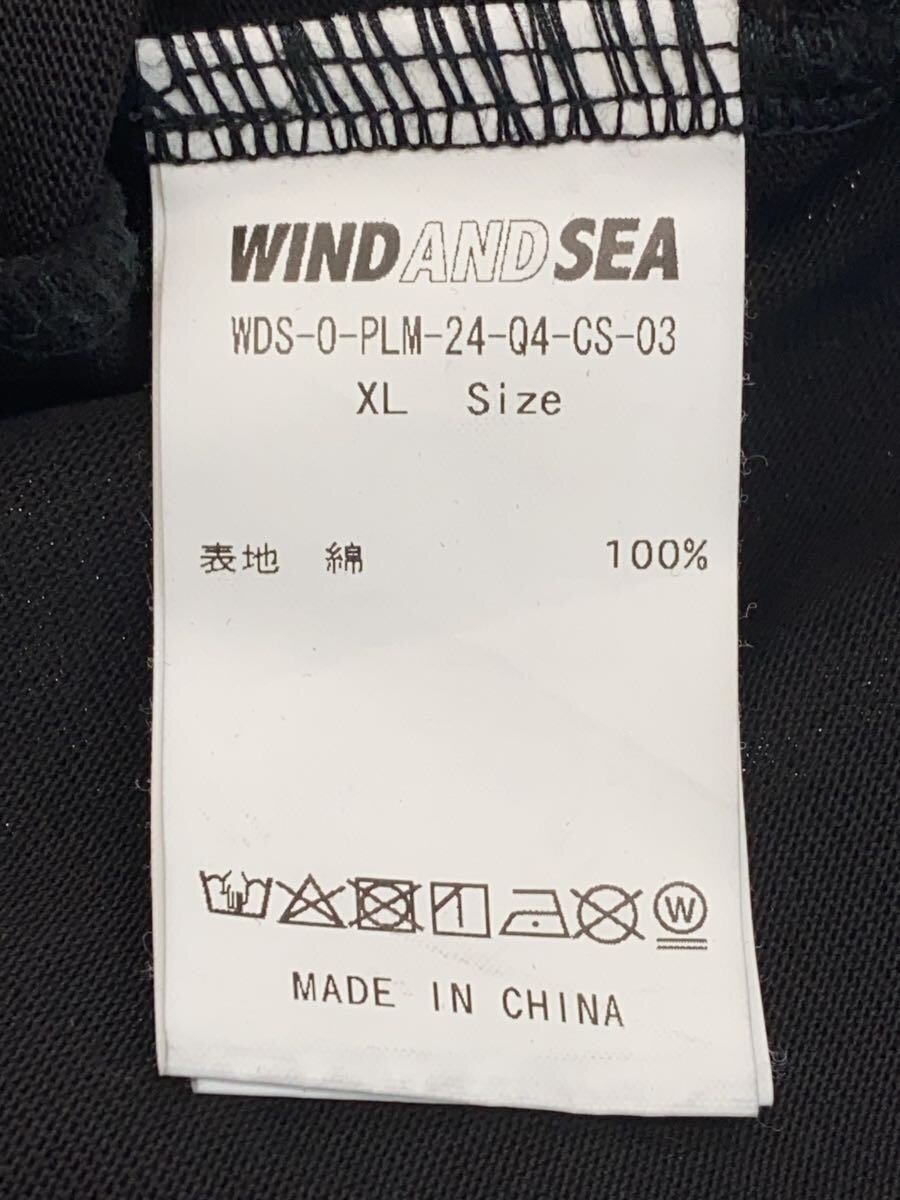 WINDANDSEA
WDS-O-PLM-24-Q4-CS-03
XL Size
表地 綿 100%
W
MADE IN CHINA